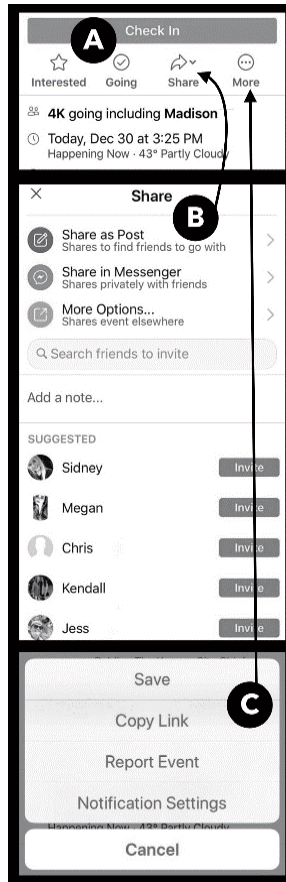 Check In
A
Interested Going Share More
4K going including Madison
Today, Dec 30 at 3:25 PM
Happening Now · 43° Partly Cloudy
Share
B
Share as Post
Shares to find friends to go with
Share in Messenger
Shares privately with friends
More Options...
Shares event elsewhere
Search friends to invite
Add a note...
SUGGESTED
Sidney Invite
Megan Invite
Chris Invite
Kendall Invite
Jess Invite
Save
C
Copy Link
Report Event
Notification Settings
Happening Now · 43° Partly Cloudy
Cancel